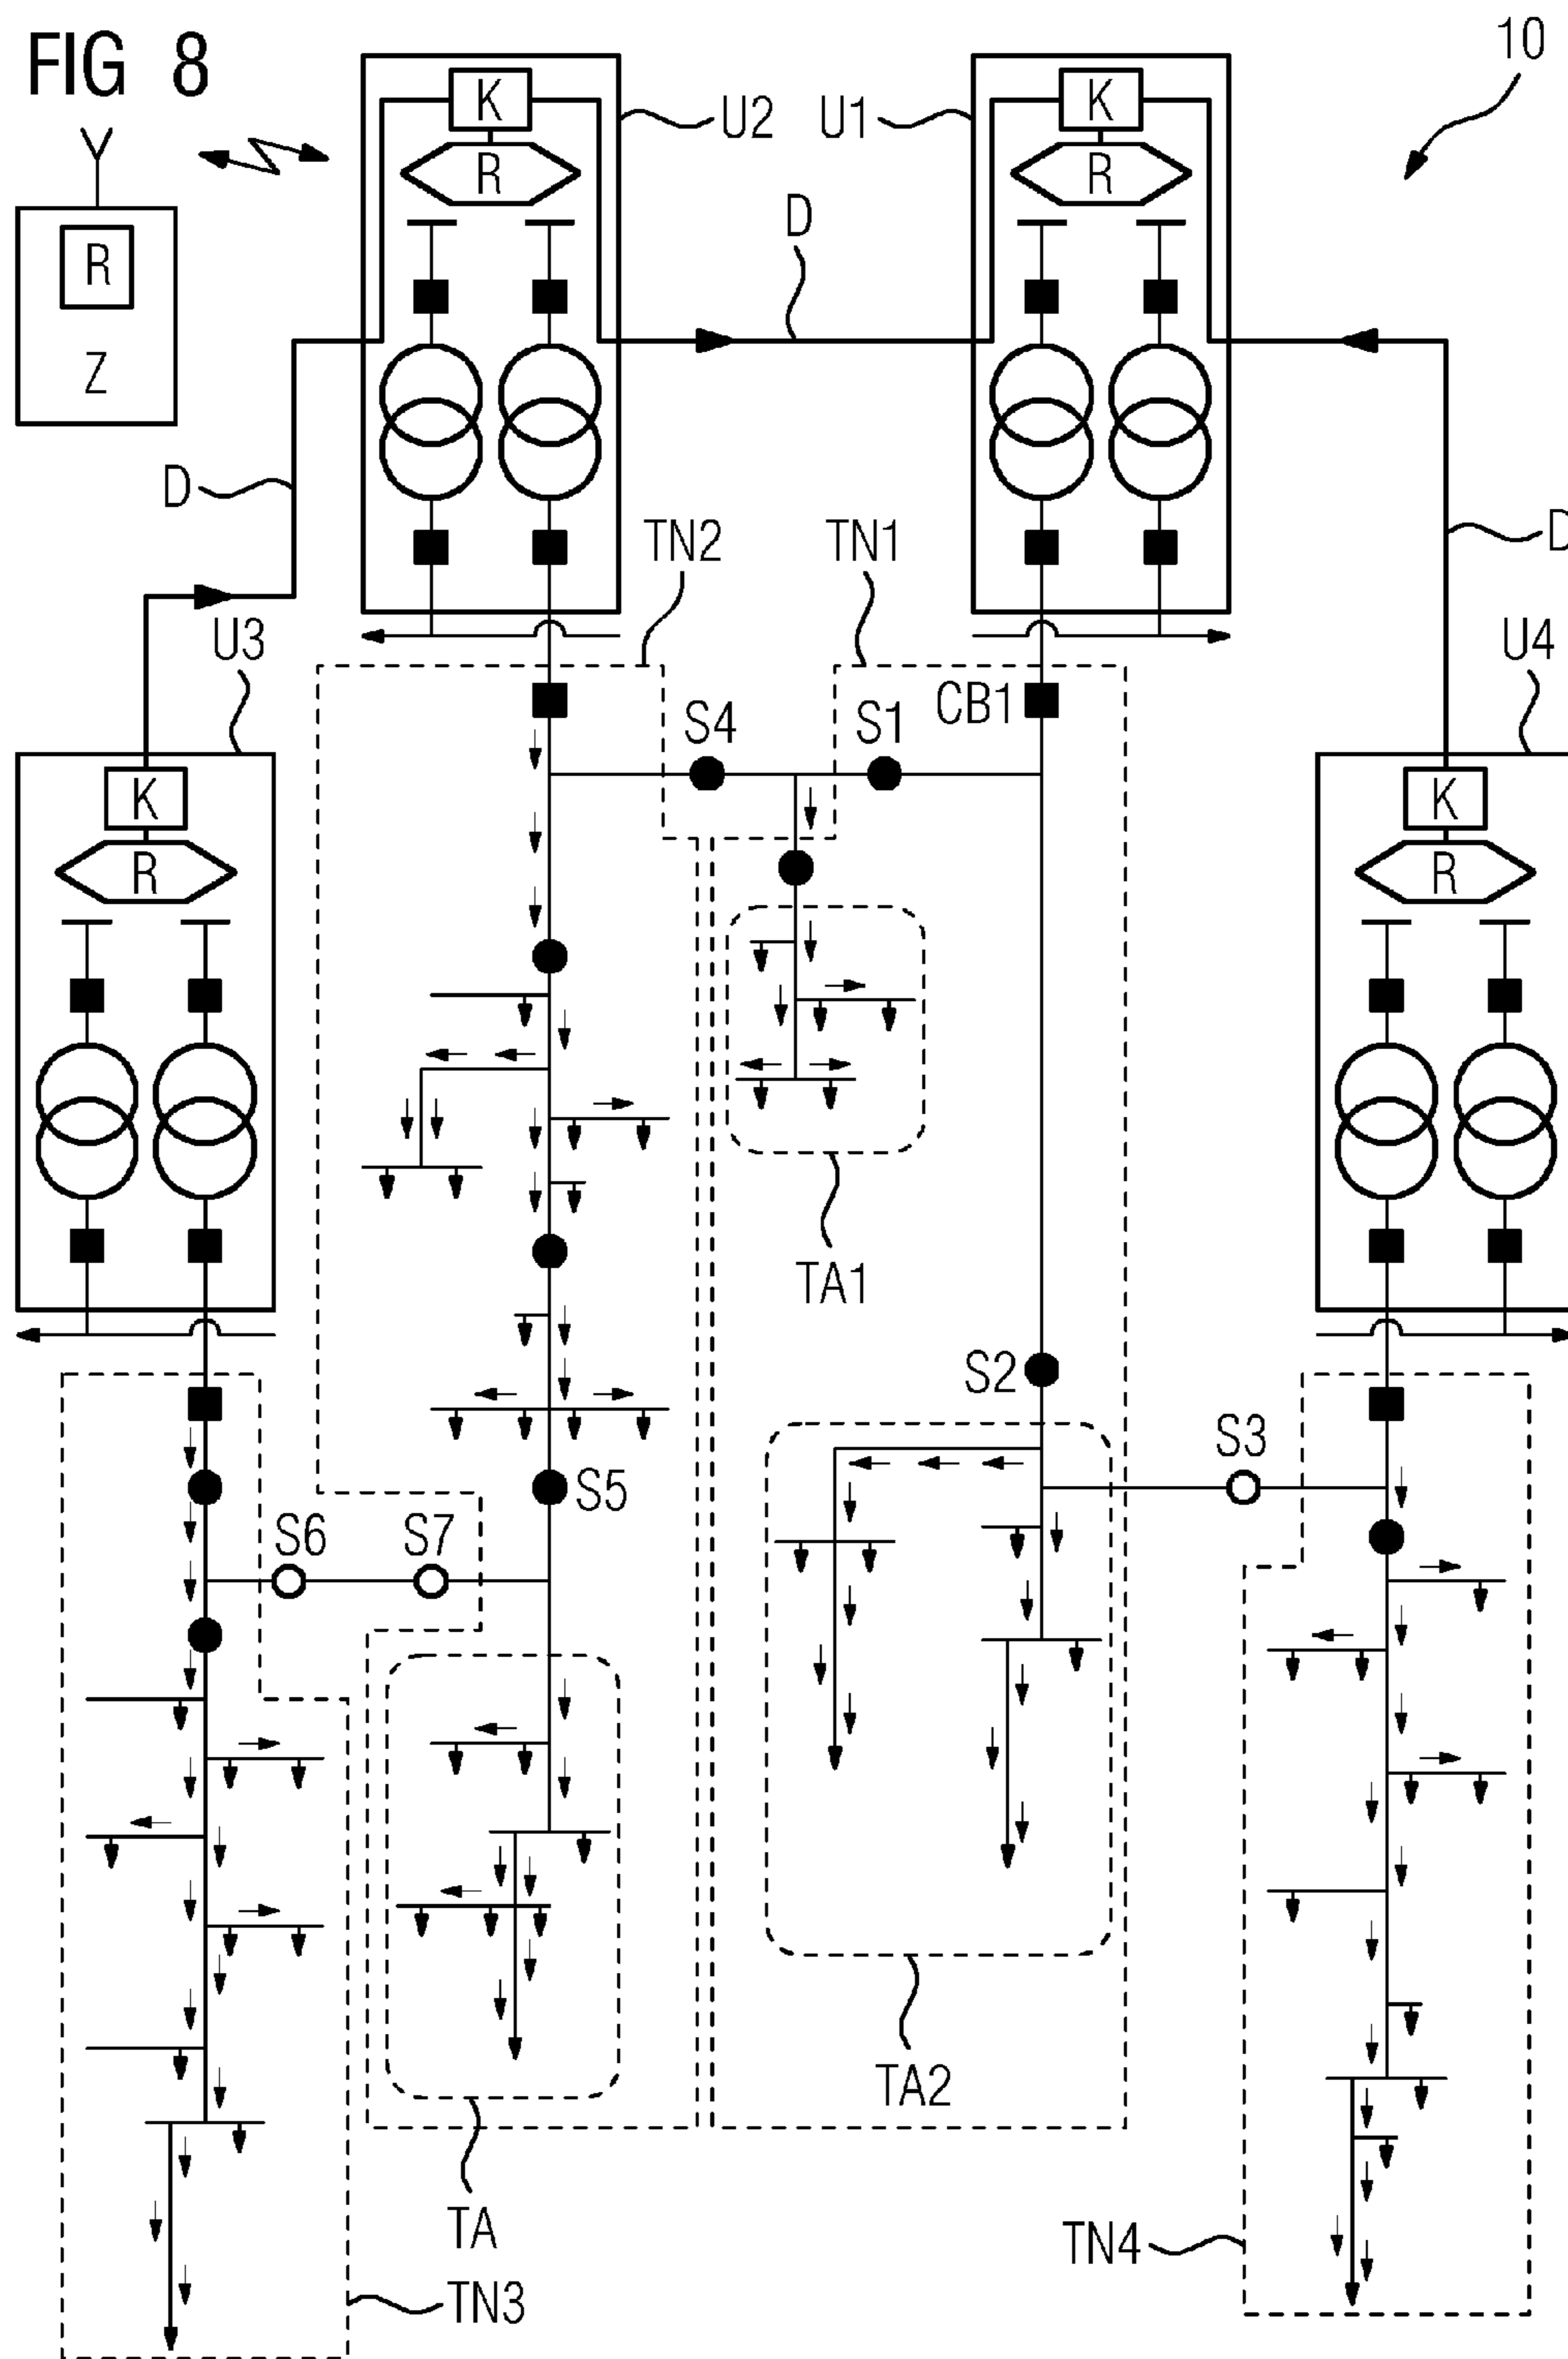 FIG 8
10
K
U2
U1
K
R
R
D
R
Z
D
TN2
TN1
D
U3
U4
S4
S1
CB1
K
K
R
R
TA1
S2
S3
S5
S6
S7
TA2
TA
TN4
TN3